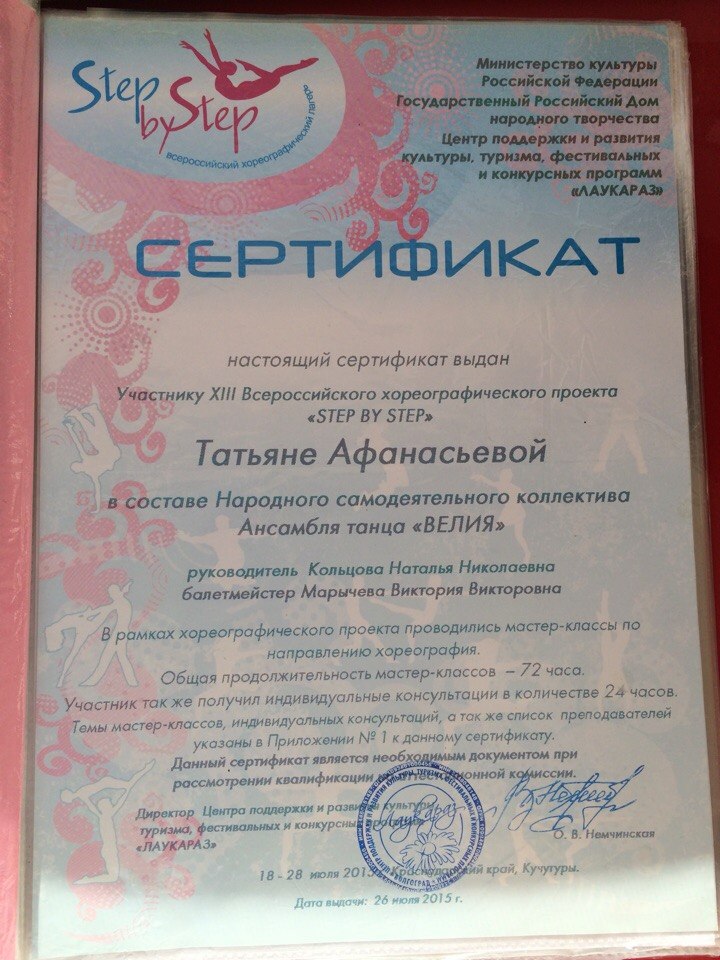 Step by Step
всероссийский хореографический лагерь
Министерство культуры
Российской Федерации
Государственный Российский Дом
народного творчества
Центр поддержки и развития
культуры, туризма, фестивальных
и конкурсных программ
«ЛАУКАРАЗ»
СЕРТИФИКАТ
настоящий сертификат выдан
Участнику XIII Всероссийского хореографического проекта
«STEP BY STEP»
Татьяне Афанасьевой
в составе Народного самодеятельного коллектива
Ансамбля танца «ВЕЛИЯ»
руководитель Кольцова Наталья Николаевна
балетмейстер Марычева Виктория Викторовна
В рамках хореографического проекта проводились мастер-классы по
направлению хореография.
Общая продолжительность мастер-классов – 72 часа.
Участник так же получил индивидуальные консультации в количестве 24 часов.
Темы мастер-классов, индивидуальных консультаций, а так же список преподавателей
указаны в Приложении № 1 к данному сертификату.
Данный сертификат является необходимым документом при
рассмотрении квалификации комиссии.
Директор Центра поддержки и развития культуры,
туризма, фестивальных и конкурсных программ
«ЛАУКАРАЗ»
Лаукараз
О. В. Немчинская
18 - 28 июля 2015 Краснодарский край, Кучугуры.
Дата выдачи: 26 июля 2015 г.